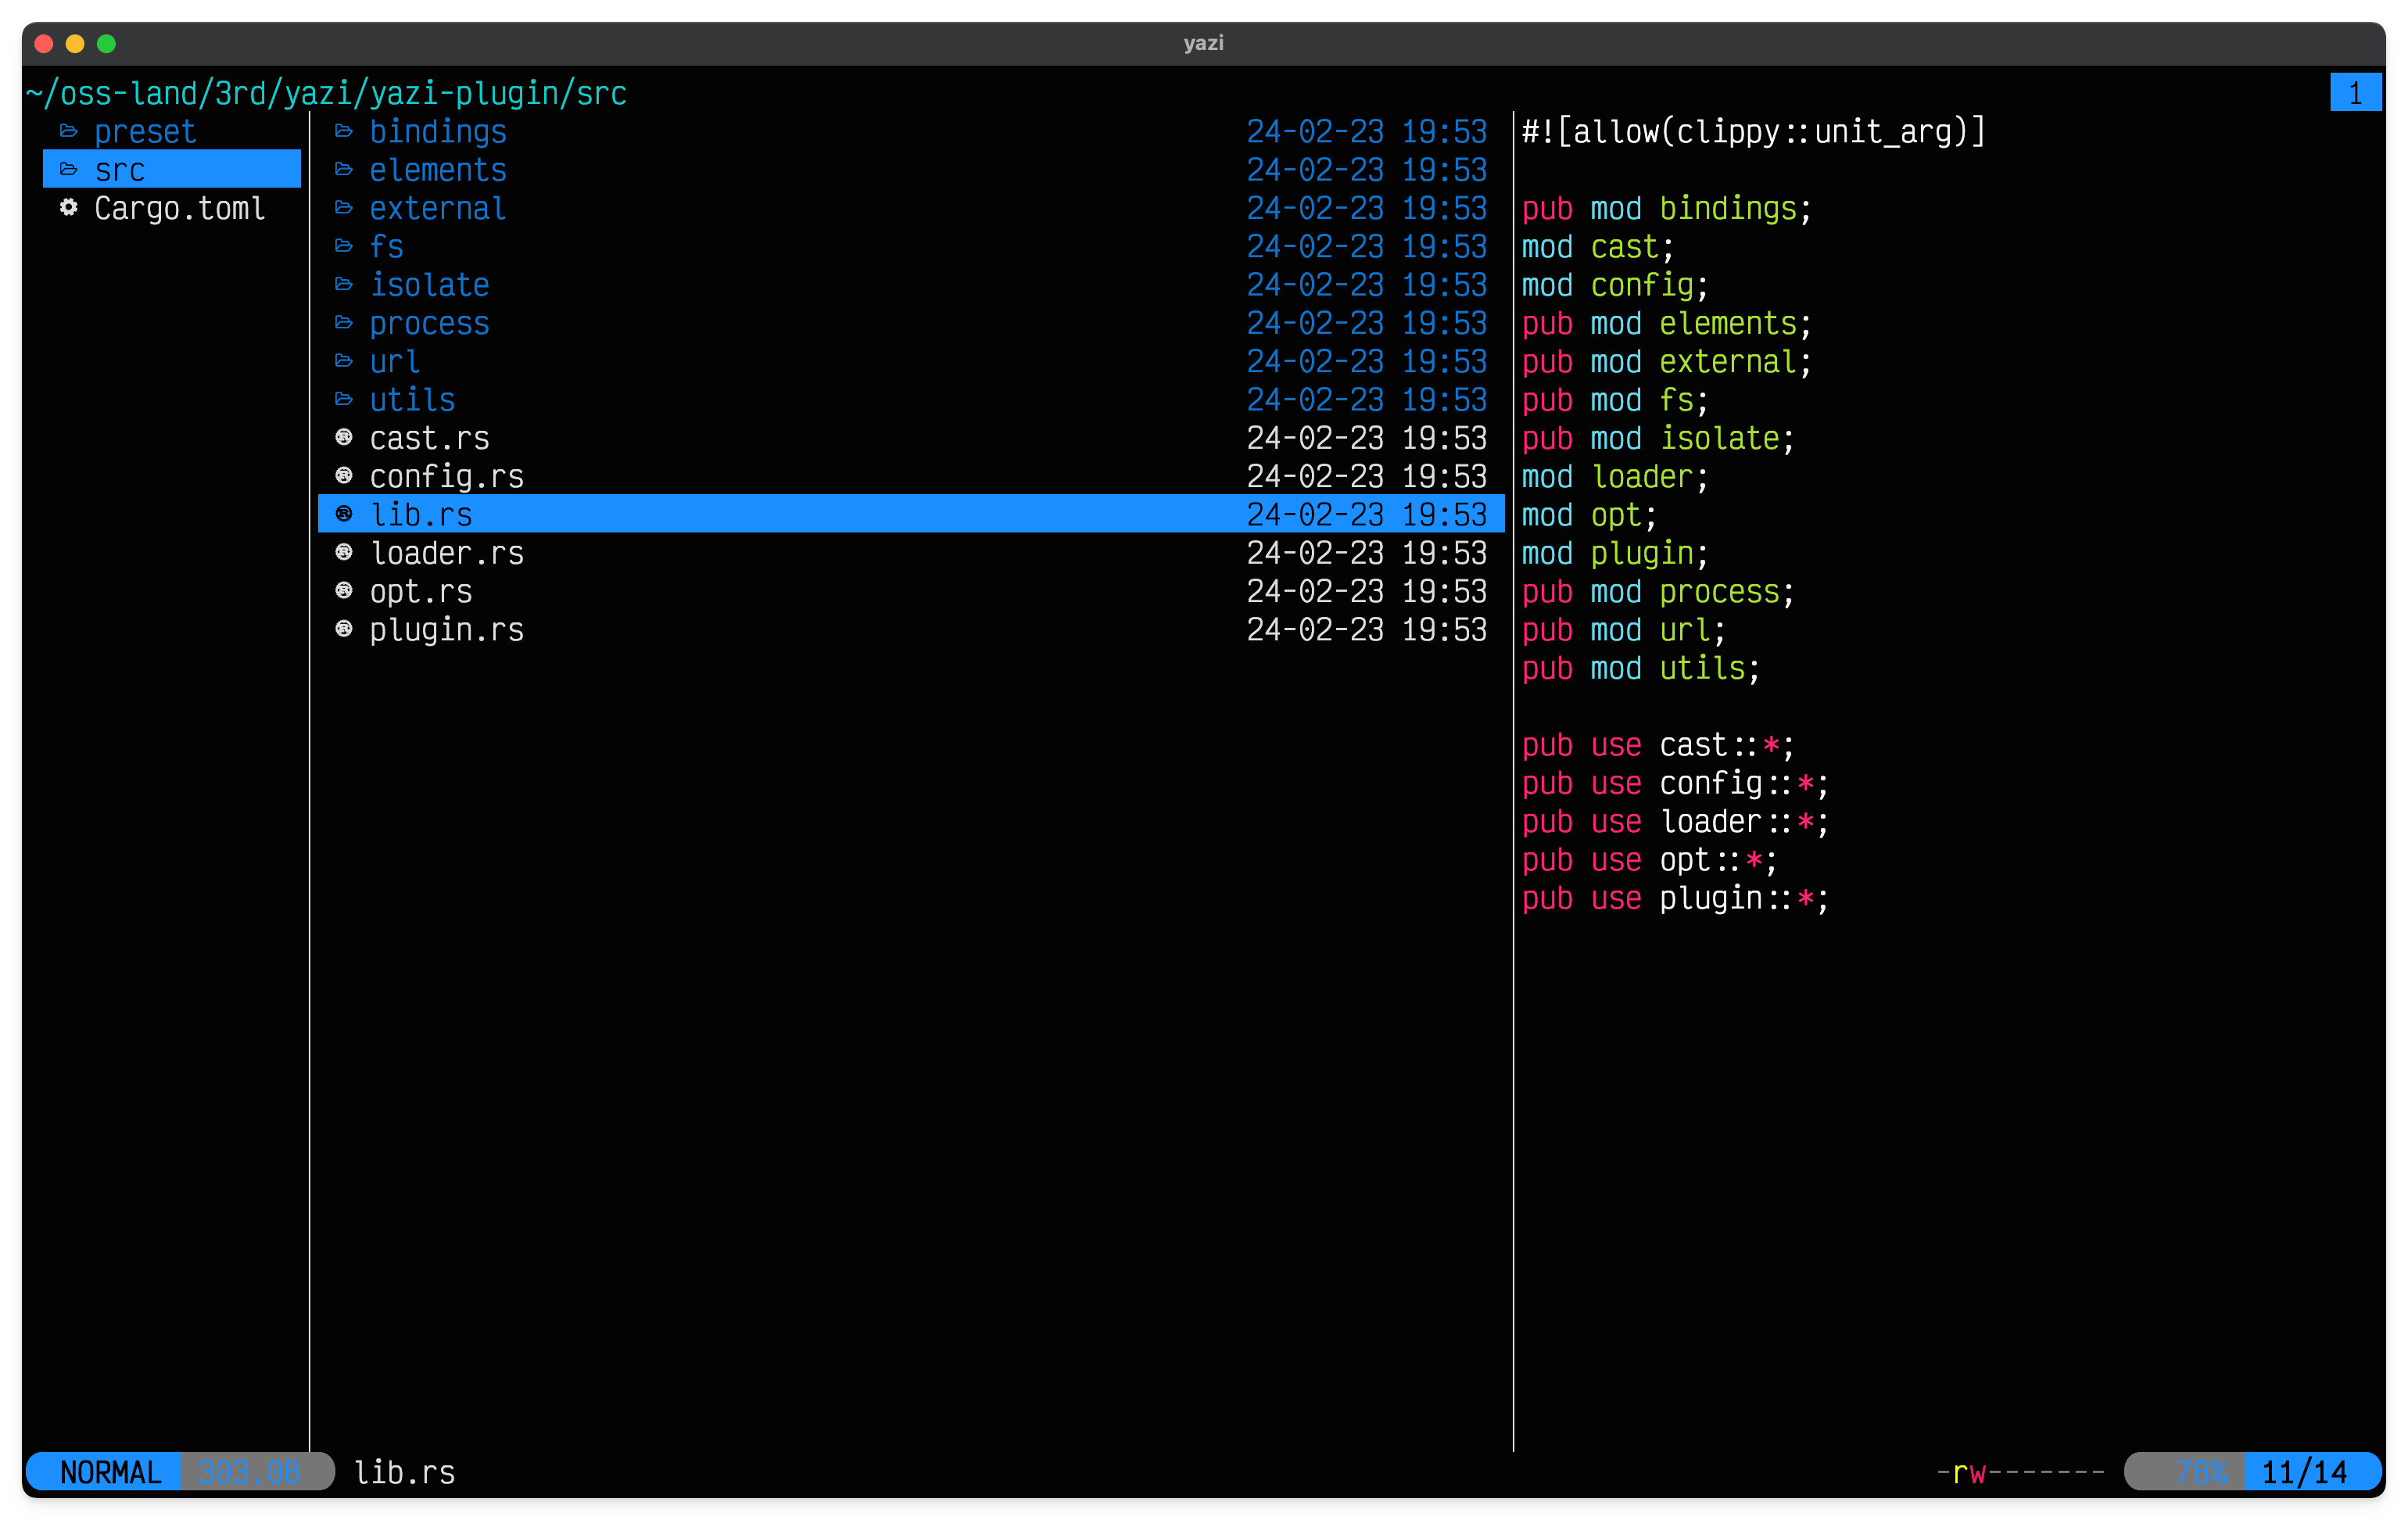 yazi
~/oss-land/3rd/yazi/yazi-plugin/src
1
preset
src
Cargo.toml
bindings 24-02-23 19:53
elements 24-02-23 19:53
external 24-02-23 19:53
fs 24-02-23 19:53
isolate 24-02-23 19:53
process 24-02-23 19:53
url 24-02-23 19:53
utils 24-02-23 19:53
cast.rs 24-02-23 19:53
config.rs 24-02-23 19:53
lib.rs 24-02-23 19:53
loader.rs 24-02-23 19:53
opt.rs 24-02-23 19:53
plugin.rs 24-02-23 19:53
#![allow(clippy::unit_arg)]
pub mod bindings;
mod cast;
mod config;
pub mod elements;
pub mod external;
pub mod fs;
pub mod isolate;
mod loader;
mod opt;
mod plugin;
pub mod process;
pub mod url;
pub mod utils;
pub use cast::*;
pub use config::*;
pub use loader::*;
pub use opt::*;
pub use plugin::*;
NORMAL 303.0B lib.rs
-rw------- 78% 11/14